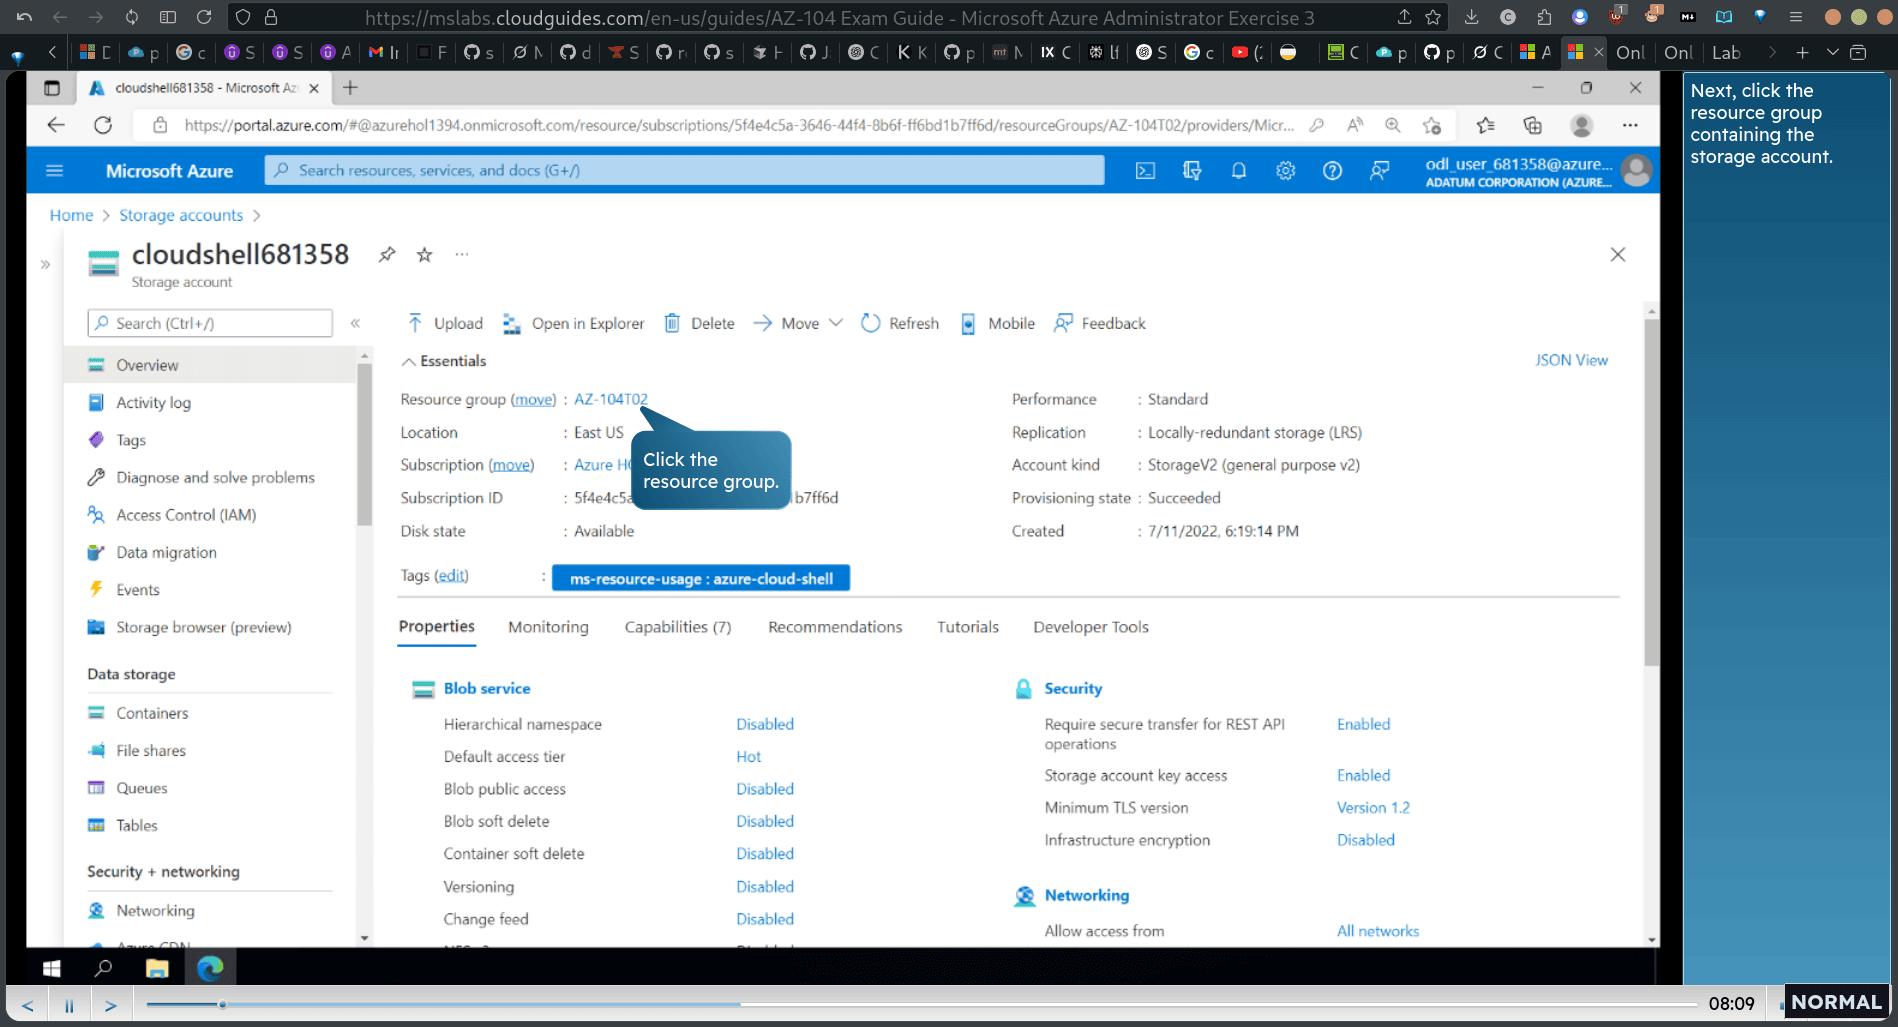 https://mslabs.cloudguides.com/en-us/guides/AZ-104 Exam Guide - Microsoft Azure Administrator Exercise 3
Onl
Onl
Lab
cloudshell681358 - Microsoft Az
https://portal.azure.com/#@azurehol1394.onmicrosoft.com/resource/subscriptions/5f4e4c5a-3646-44f4-8b6f-ff6bd1b7ff6d/resourceGroups/AZ-104T02/providers/Micr...
Microsoft Azure
Search resources, services, and docs (G+/)
odl_user_681358@azure...
ADATUM CORPORATION (AZURE...
Home > Storage accounts >
cloudshell681358
Storage account
Search (Ctrl+/)
Overview
Activity log
Tags
Diagnose and solve problems
Access Control (IAM)
Data migration
Events
Storage browser (preview)
Data storage
Containers
File shares
Queues
Tables
Security + networking
Networking
Azure CDN
Upload
Open in Explorer
Delete
Move
Refresh
Mobile
Feedback
Essentials
JSON View
Resource group (move) : AZ-104T02
Location : East US
Subscription (move) : Azure H
Subscription ID : 5f4e4c5a 1b7ff6d
Disk state : Available
Performance : Standard
Replication : Locally-redundant storage (LRS)
Account kind : StorageV2 (general purpose v2)
Provisioning state : Succeeded
Created : 7/11/2022, 6:19:14 PM
Click the
resource group.
Tags (edit) : ms-resource-usage : azure-cloud-shell
Properties
Monitoring
Capabilities (7)
Recommendations
Tutorials
Developer Tools
Blob service
Hierarchical namespace Disabled
Default access tier Hot
Blob public access Disabled
Blob soft delete Disabled
Container soft delete Disabled
Versioning Disabled
Change feed Disabled
Security
Require secure transfer for REST API
operations Enabled
Storage account key access Enabled
Minimum TLS version Version 1.2
Infrastructure encryption Disabled
Networking
Allow access from All networks
Next, click the
resource group
containing the
storage account.
08:09
NORMAL